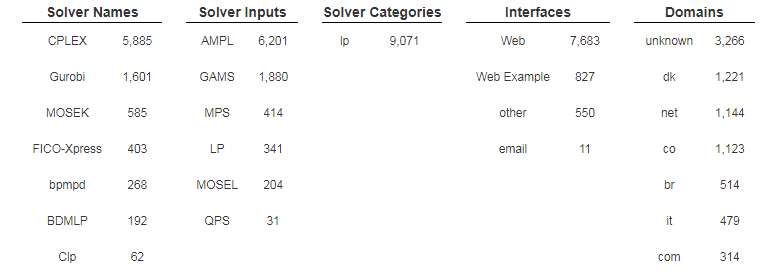 Solver Names Solver Inputs Solver Categories Interfaces Domains
CPLEX 5,885 AMPL 6,201 lp 9,071 Web 7,683 unknown 3,266
Gurobi 1,601 GAMS 1,880 Web Example 827 dk 1,221
MOSEK 585 MPS 414 other 550 net 1,144
FICO-Xpress 403 LP 341 email 11 co 1,123
bpmpd 268 MOSEL 204 br 514
BDMLP 192 QPS 31 it 479
Clp 62 com 314